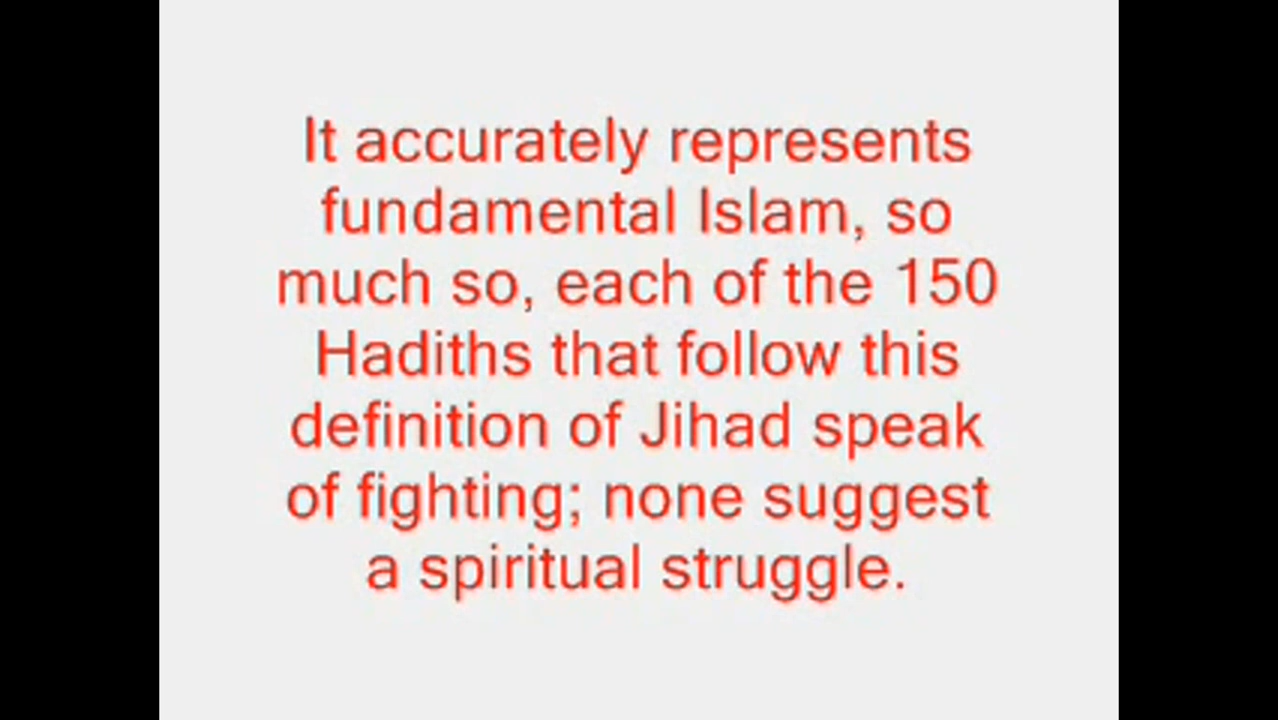 It accurately represents
fundamental Islam, so
much so, each of the 150
Hadiths that follow this
definition of Jihad speak
of fighting; none suggest
a spiritual struggle.